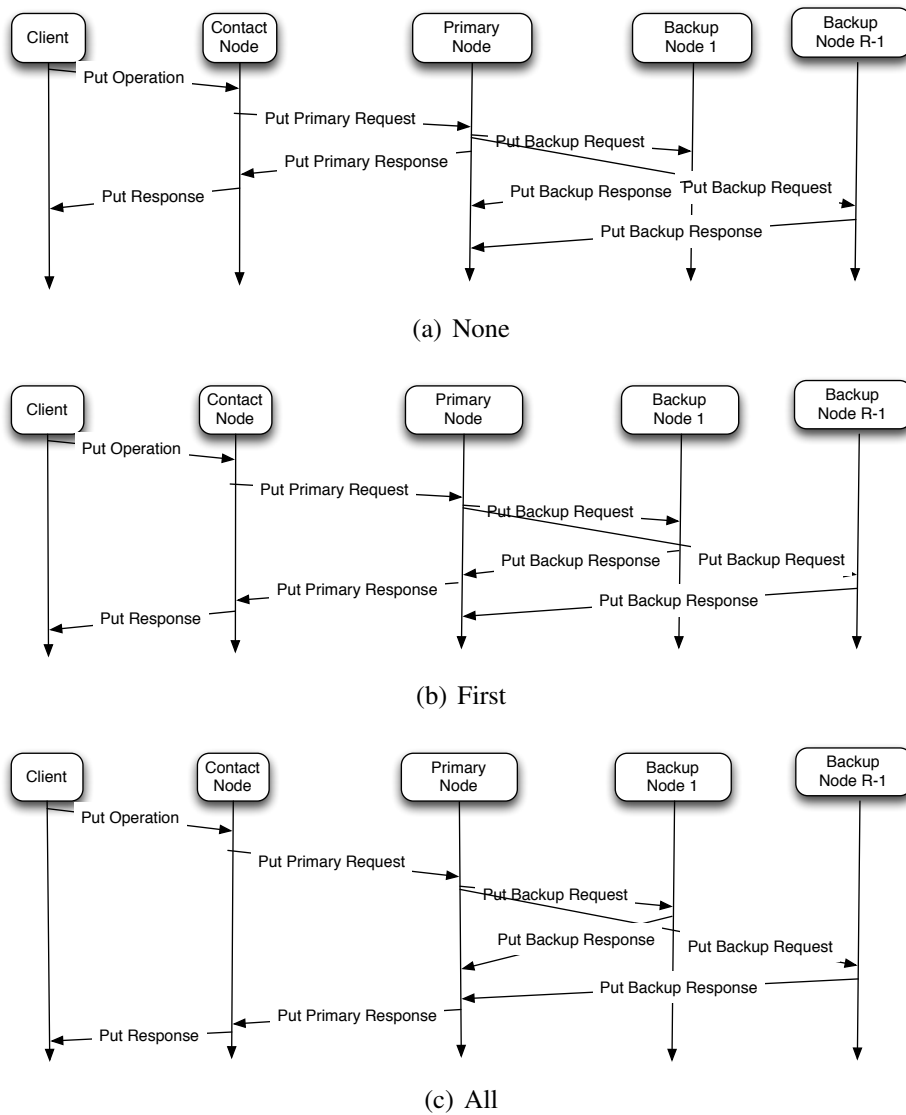 Client
Contact
Node
Primary
Node
Backup
Node 1
Backup
Node R-1
Put Operation
Put Primary Request
Put Backup Request
Put Primary Response
Put Backup Response
Put Backup Request
Put Response
Put Backup Response
(a) None
Client
Contact
Node
Primary
Node
Backup
Node 1
Backup
Node R-1
Put Operation
Put Primary Request
Put Backup Request
Put Backup Response
Put Backup Request
Put Primary Response
Put Backup Response
Put Response
(b) First
Client
Contact
Node
Primary
Node
Backup
Node 1
Backup
Node R-1
Put Operation
Put Primary Request
Put Backup Request
Put Backup Response
Put Backup Request
Put Backup Response
Put Primary Response
Put Response
(c) All